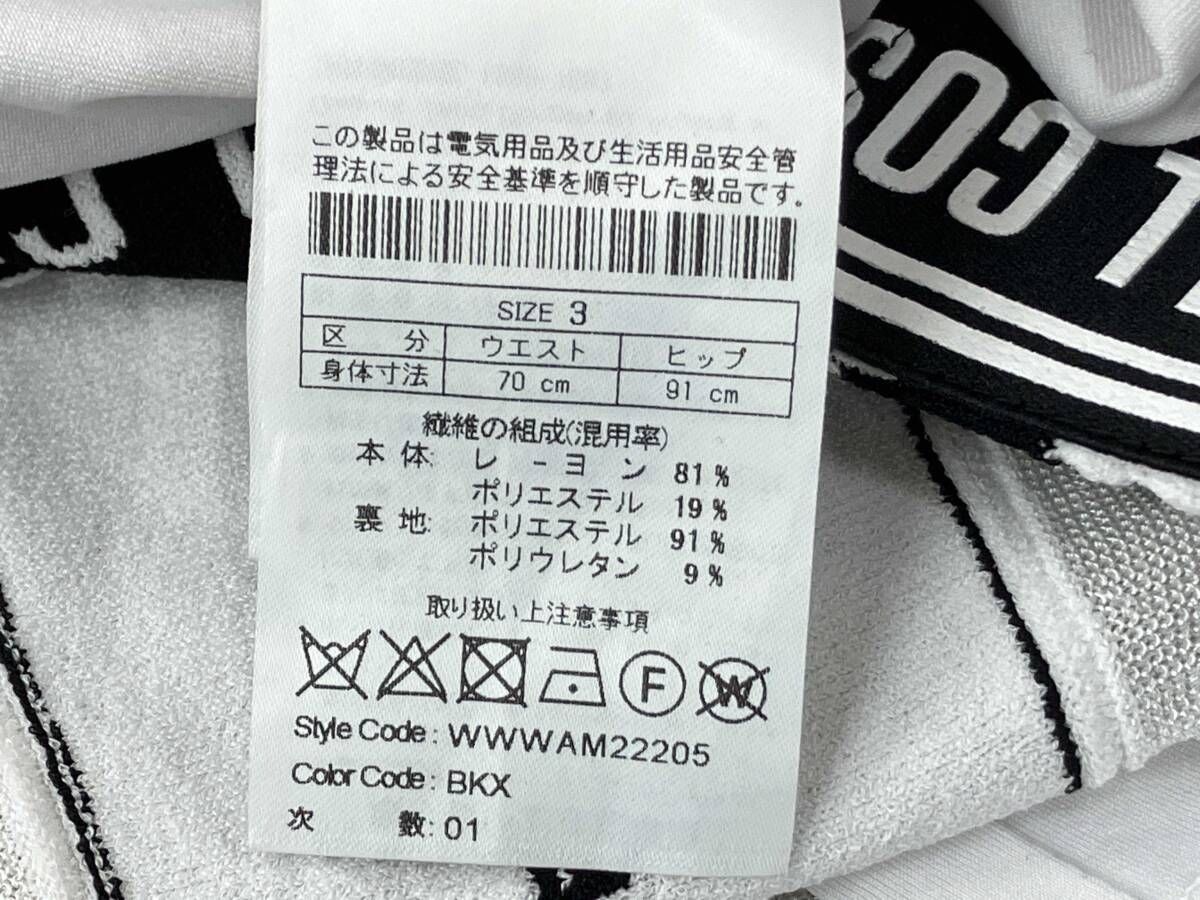 この製品は電気用品及び生活用品安全管
理法による安全基準を順守した製品です。
SIZE 3
区 分 ウエスト ヒップ
身体寸法 70 cm 91 cm
繊維の組成(混用率)
本 体: レ ー ヨ ン 81%
ポリエステル 19%
裏 地: ポリエステル 91%
ポリウレタン 9%
取り扱い上注意事項
F W
Style Code : WWWAM22205
Color Code : BKX
次 数: 01